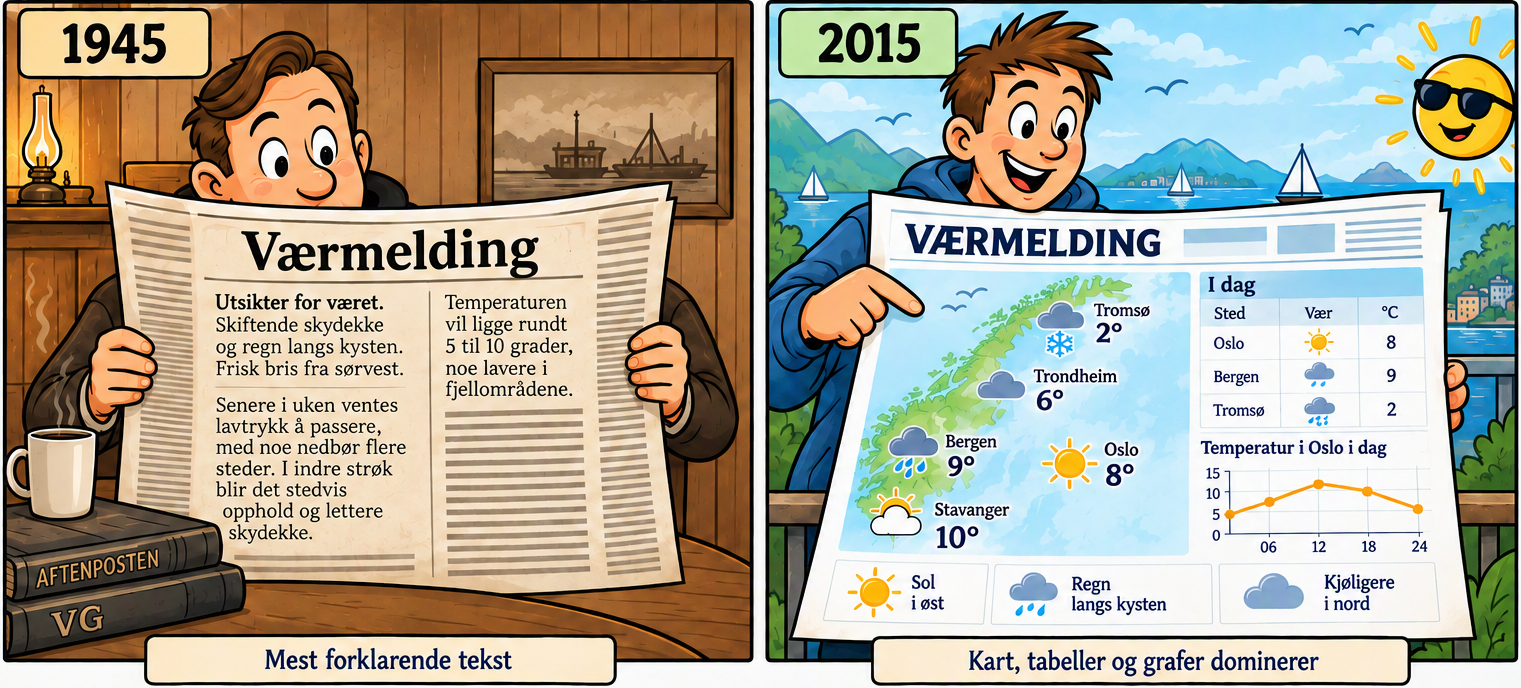 1945
Værmelding
Utsikter for været.
Skiftende skydekke
og regn langs kysten.
Frisk bris fra sørvest.
Senere i uken ventes
lavtrykk å passere,
med noe nedbør flere
steder. I indre strøk
blir det stedvis
opphold og lettere
skydekke.
Temperaturen
vil ligge rundt
5 til 10 grader,
noe lavere i
fjellområdene.
AFTENPOSTEN
VG
Mest forklarende tekst
2015
VÆRMELDING
Tromsø
2°
Trondheim
6°
Bergen
9°
Oslo
8°
Stavanger
10°
I dag
Sted Vær °C
Oslo 8
Bergen 9
Tromsø 2
Temperatur i Oslo i dag
15
10
5
0
06 12 18 24
Sol
i øst
Regn
langs kysten
Kjøligere
i nord
Kart, tabeller og grafer dominerer